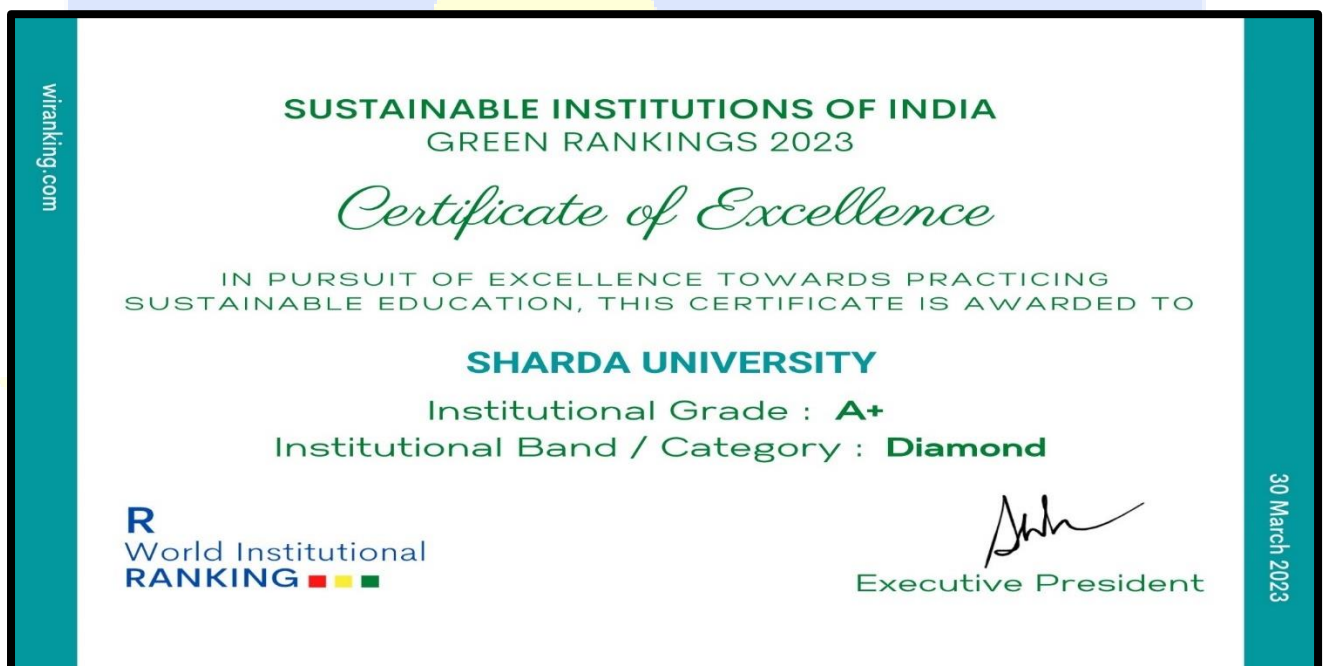 wiranking.com
SUSTAINABLE INSTITUTIONS OF INDIA
GREEN RANKINGS 2023
Certificate of Excellence
IN PURSUIT OF EXCELLENCE TOWARDS PRACTICING
SUSTAINABLE EDUCATION, THIS CERTIFICATE IS AWARDED TO
SHARDA UNIVERSITY
Institutional Grade : A+
Institutional Band / Category : Diamond
R
World Institutional
RANKING
Executive President
30 March 2023